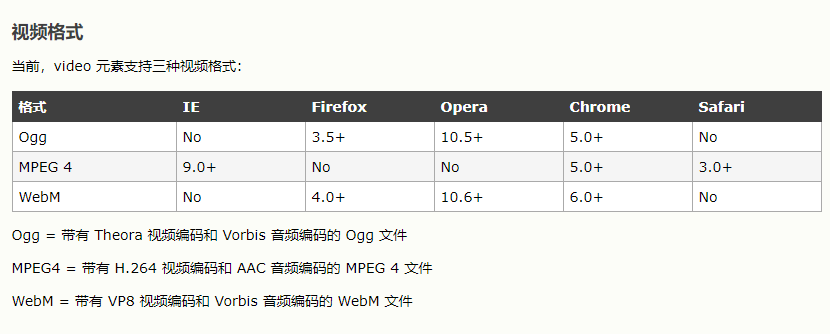 视频格式
当前，video 元素支持三种视频格式：
格式 IE Firefox Opera Chrome Safari
Ogg No 3.5+ 10.5+ 5.0+ No
MPEG 4 9.0+ No No 5.0+ 3.0+
WebM No 4.0+ 10.6+ 6.0+ No
Ogg = 带有 Theora 视频编码和 Vorbis 音频编码的 Ogg 文件
MPEG4 = 带有 H.264 视频编码和 AAC 音频编码的 MPEG 4 文件
WebM = 带有 VP8 视频编码和 Vorbis 音频编码的 WebM 文件